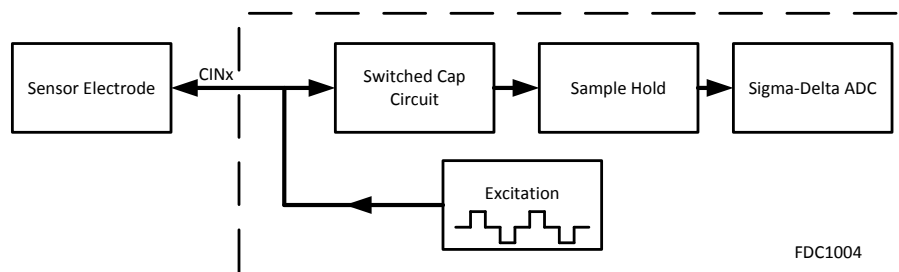 Sensor Electrode
CINx
Switched Cap
Circuit
Sample Hold
Sigma-Delta ADC
Excitation
FDC1004